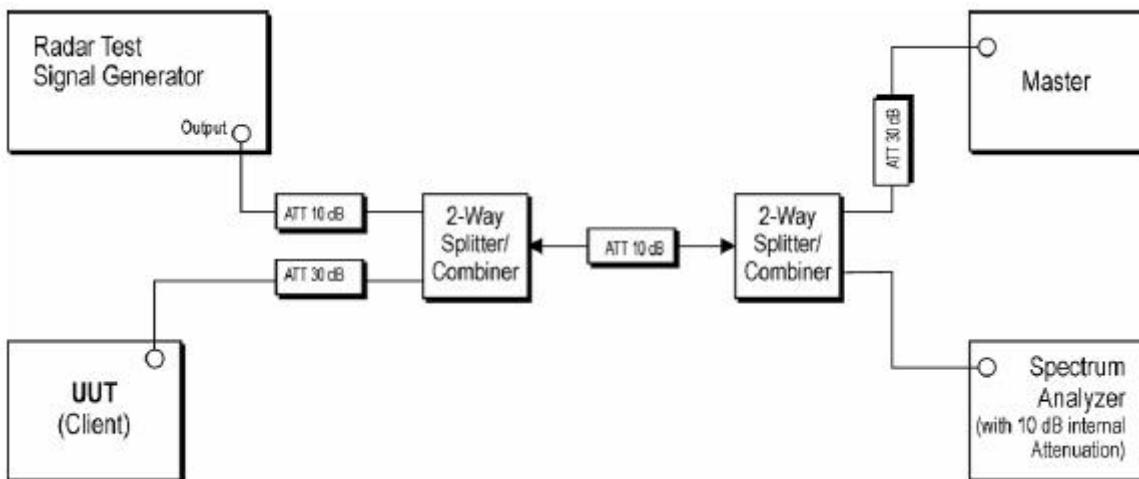 Radar Test
Signal Generator
Output
ATT 10 dB
2-Way
Splitter/
Combiner
ATT 30 dB
UUT
(Client)
ATT 10 dB
2-Way
Splitter/
Combiner
ATT 30 dB
Master
Spectrum
Analyzer
(with 10 dB internal
Attenuation)